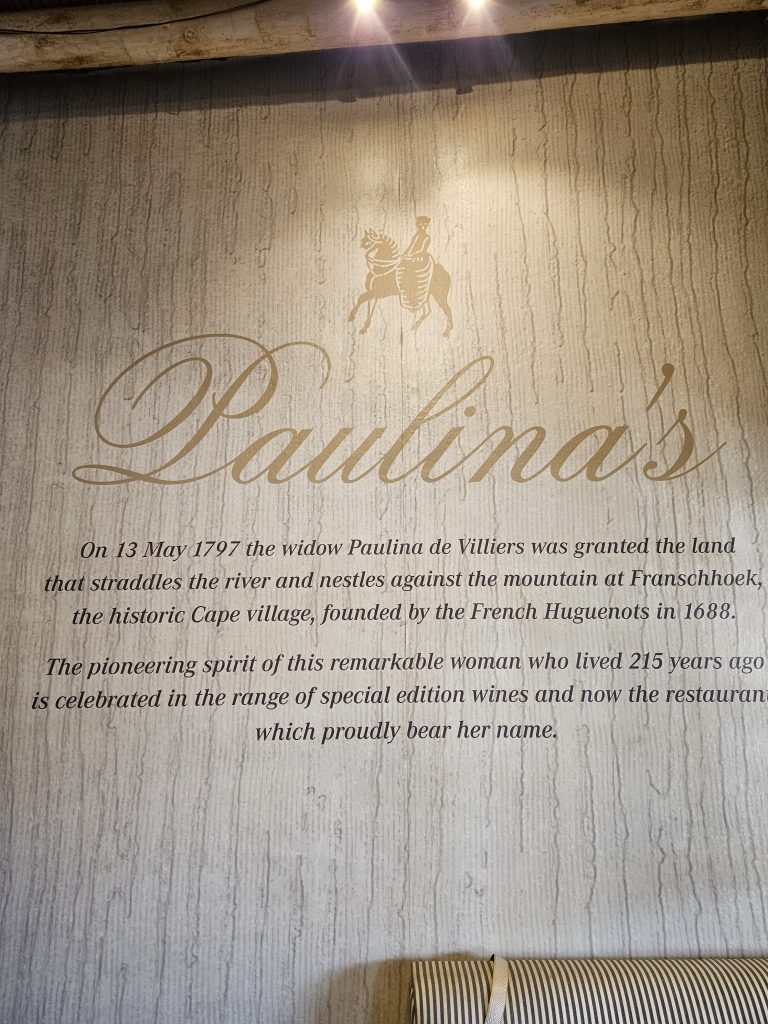 Paulina's
On 13 May 1797 the widow Paulina de Villiers was granted the land
that straddles the river and nestles against the mountain at Franschhoek,
the historic Cape village, founded by the French Huguenots in 1688.
The pioneering spirit of this remarkable woman who lived 215 years ago
is celebrated in the range of special edition wines and now the restaurant
which proudly bear her name.